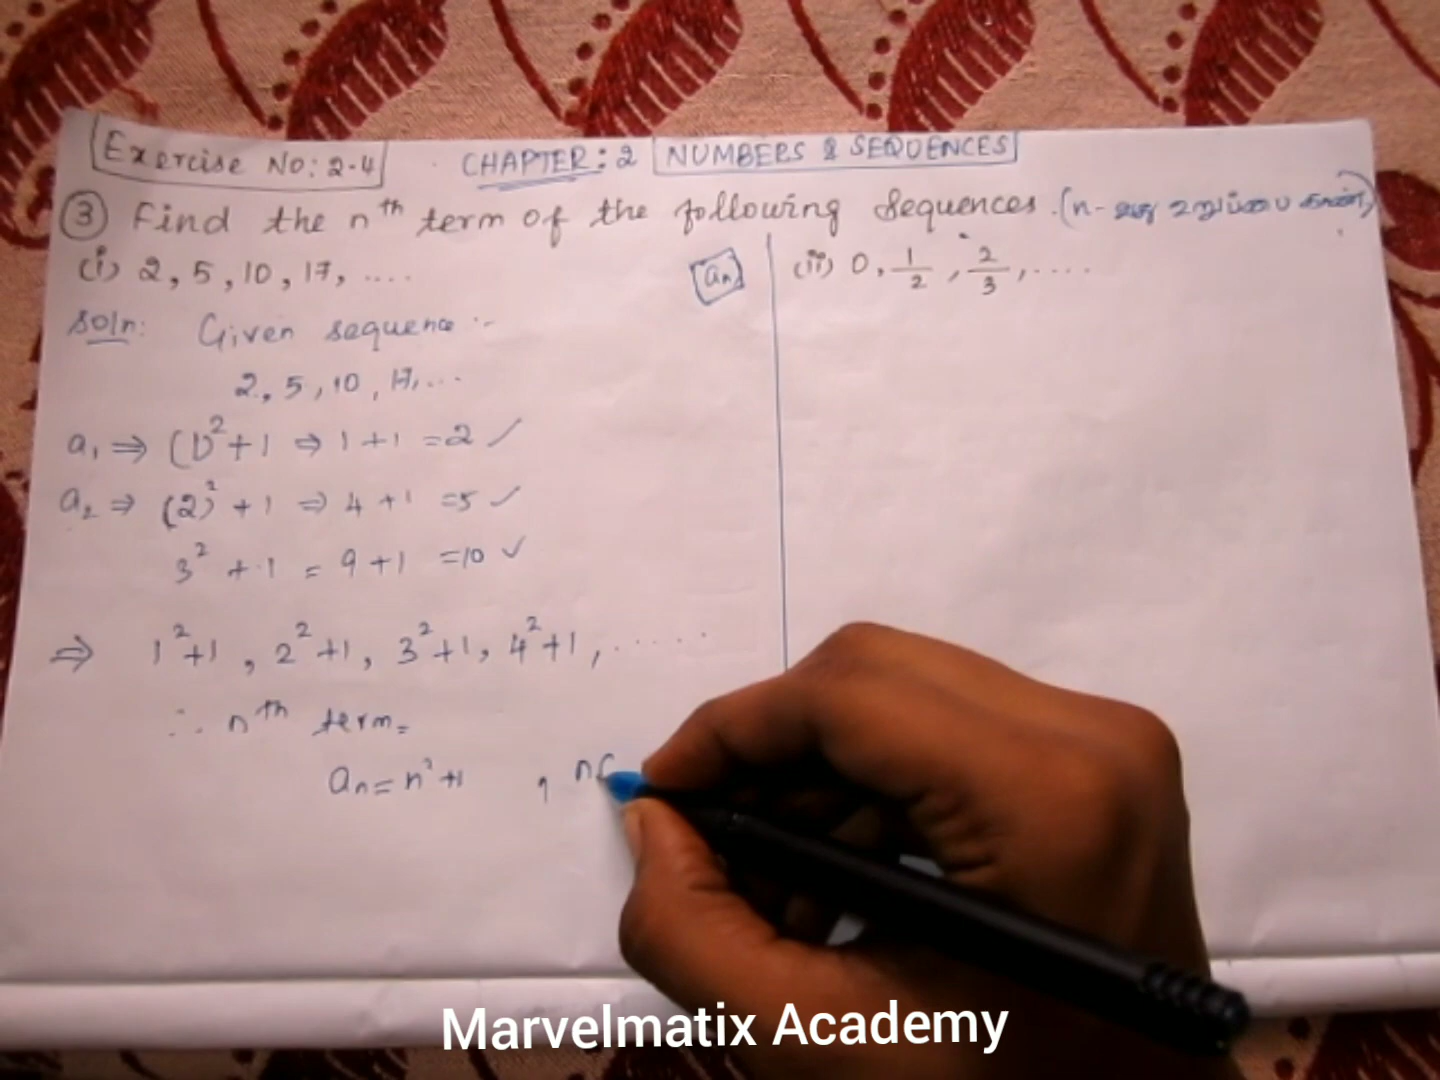 Exercise No: 2.4 CHAPTER: 2 NUMBERS & SEQUENCES
③ Find the nᵗʰ term of the following Sequences. (n-வது உறுப்பை காண்)
(i) 2, 5, 10, 17, ....
Soln: Given sequence :-
2, 5, 10, 17, ...
a₁ ⇒ (1)² + 1 ⇒ 1 + 1 = 2 ✓
a₂ ⇒ (2)² + 1 ⇒ 4 + 1 = 5 ✓
3² + 1 = 9 + 1 = 10 ✓
⇒ 1² + 1, 2² + 1, 3² + 1, 4² + 1, ......
∴ nᵗʰ term =
aₙ = n² + 1 , n
aₙ
(ii) 0, 1/2, 2/3, ....
Marvelmatix Academy